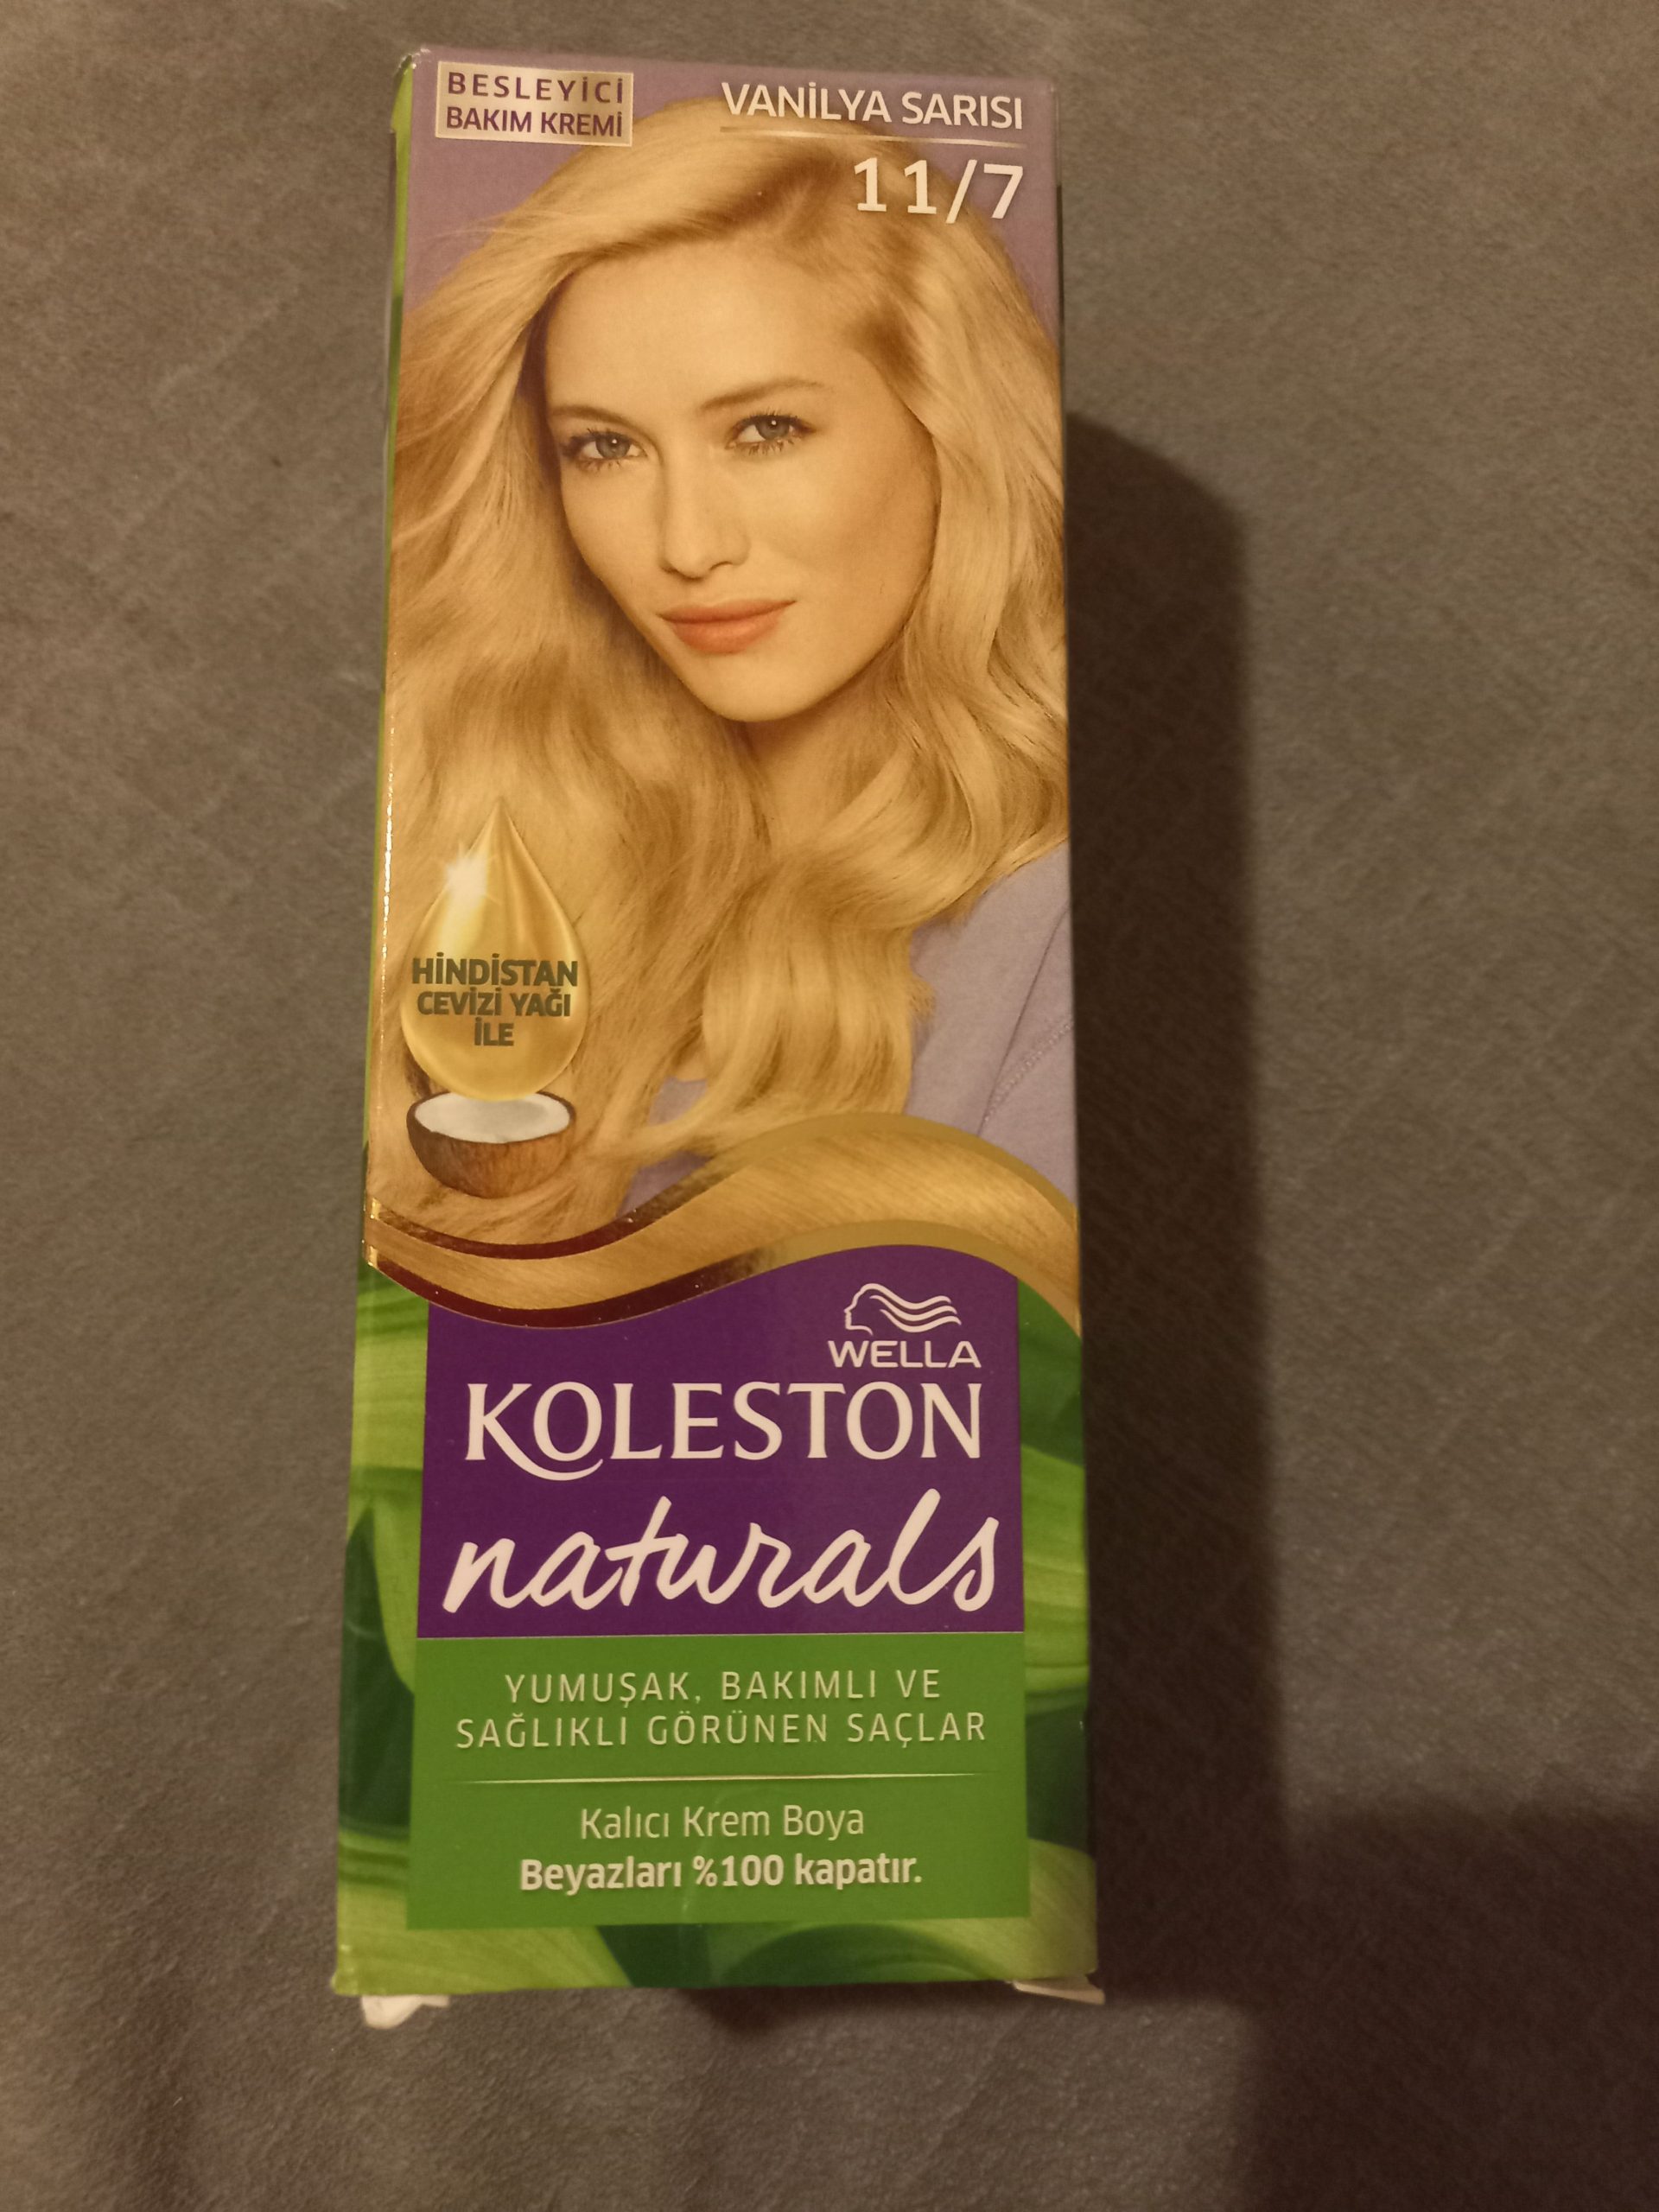 BESLEYİCİ
BAKIM KREMİ
VANİLYA SARISI
11/7
HİNDİSTAN
CEVİZİ YAĞI
İLE
WELLA
KOLESTON
naturals
YUMUŞAK, BAKIMLI VE
SAĞLIKLI GÖRÜNEN SAÇLAR
Kalıcı Krem Boya
Beyazları %100 kapatır.